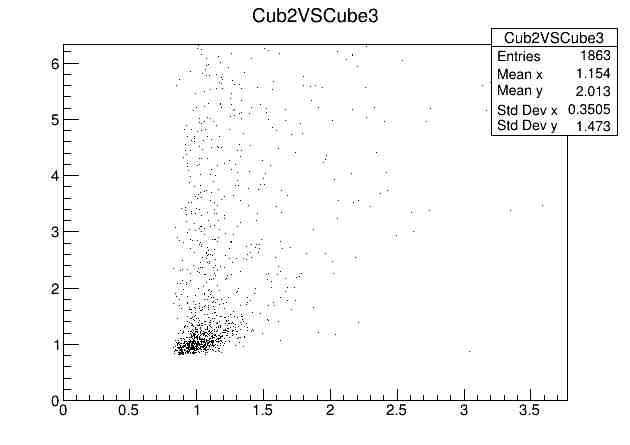 Cub2VSCube3
Cub2VSCube3
Entries 1863
Mean x 1.154
Mean y 2.013
Std Dev x 0.3505
Std Dev y 1.473
6
5
4
3
2
1
0
0 0.5 1 1.5 2 2.5 3 3.5